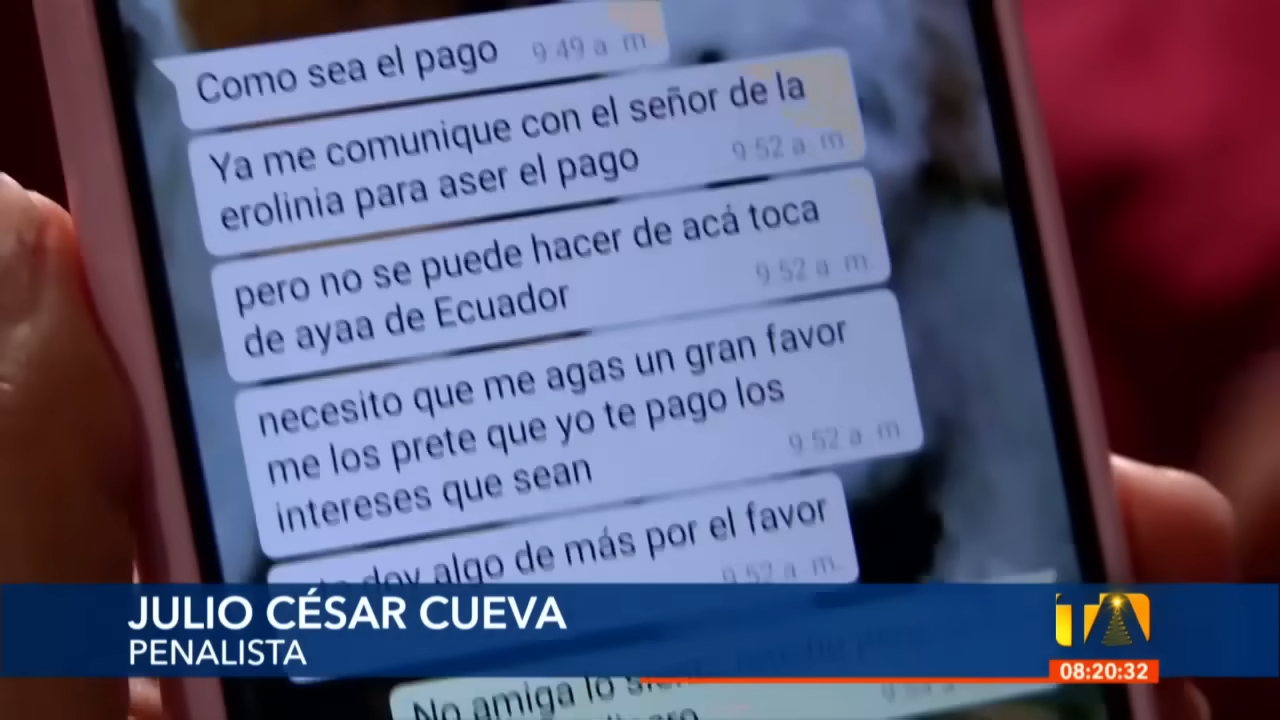 Como sea el pago 9:49 a. m.
Ya me comunique con el señor de la
erolinia para aser el pago 9:52 a. m.
pero no se puede hacer de acá toca
de ayaa de Ecuador 9:52 a. m.
necesito que me agas un gran favor
me los prete que yo te pago los
intereses que sean 9:52 a. m.
doy algo de más por el favor
9:52 a. m.
JULIO CÉSAR CUEVA
PENALISTA
08:20:32
No amiga lo